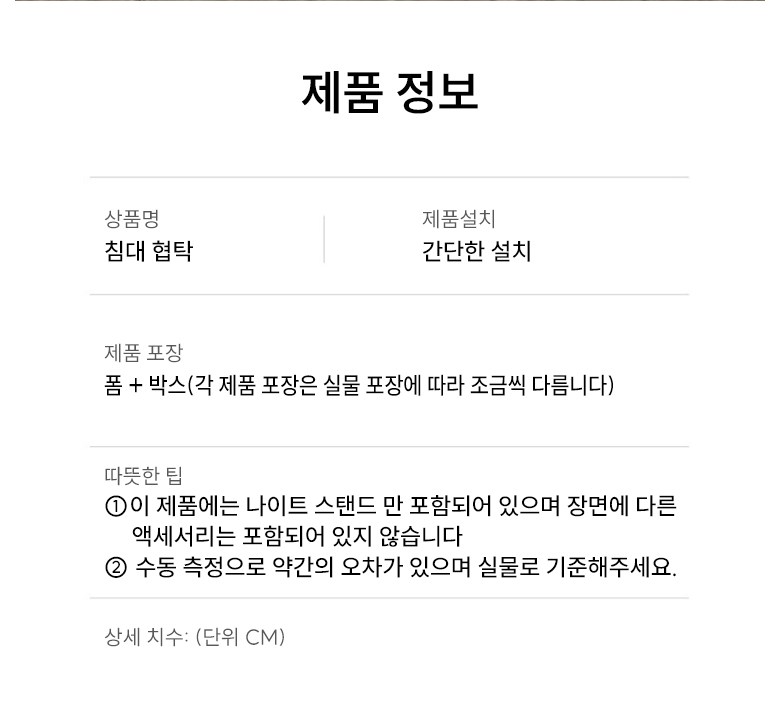 제품 정보
상품명
침대 협탁
제품설치
간단한 설치
제품 포장
폼 + 박스(각 제품 포장은 실물 포장에 따라 조금씩 다릅니다)
따뜻한 팁
①이 제품에는 나이트 스탠드 만 포함되어 있으며 장면에 다른
액세서리는 포함되어 있지 않습니다
② 수동 측정으로 약간의 오차가 있으며 실물로 기준해주세요.
상세 치수: (단위 CM)